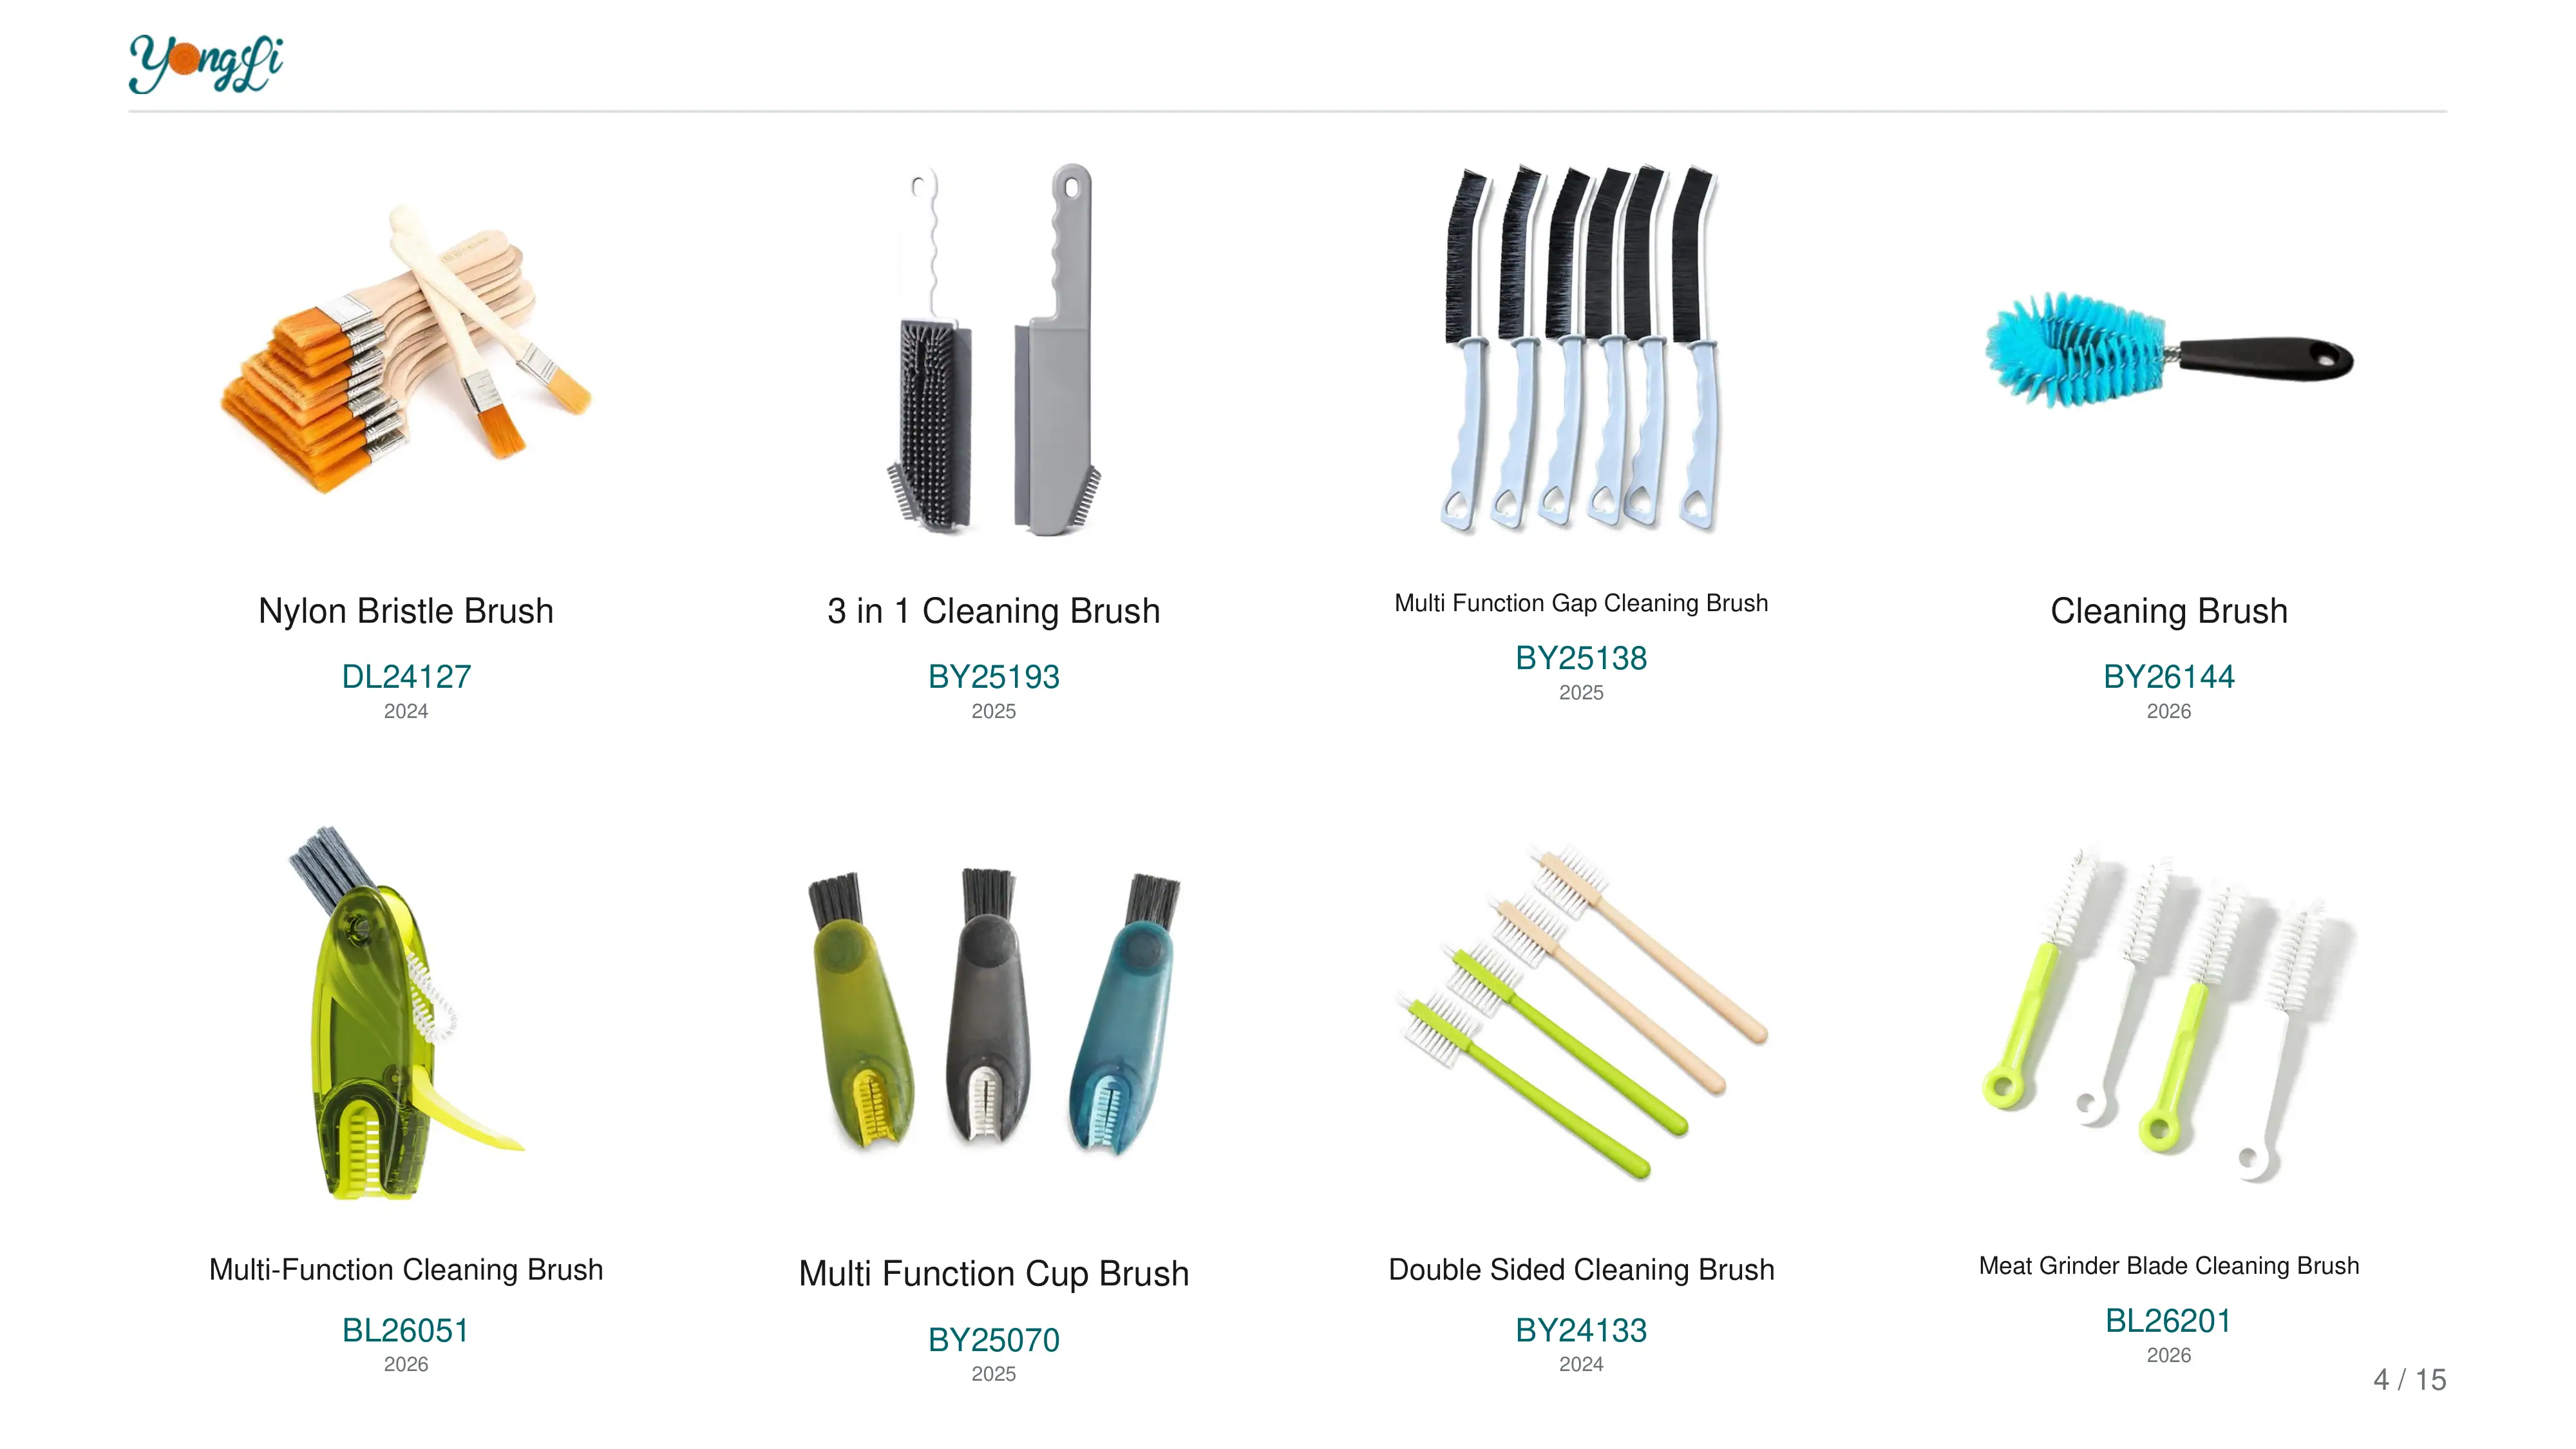 YongLi
Nylon Bristle Brush
DL24127
2024
3 in 1 Cleaning Brush
BY25193
2025
Multi Function Gap Cleaning Brush
BY25138
2025
Cleaning Brush
BY26144
2026
Multi-Function Cleaning Brush
BL26051
2026
Multi Function Cup Brush
BY25070
2025
Double Sided Cleaning Brush
BY24133
2024
Meat Grinder Blade Cleaning Brush
BL26201
2026
4 / 15